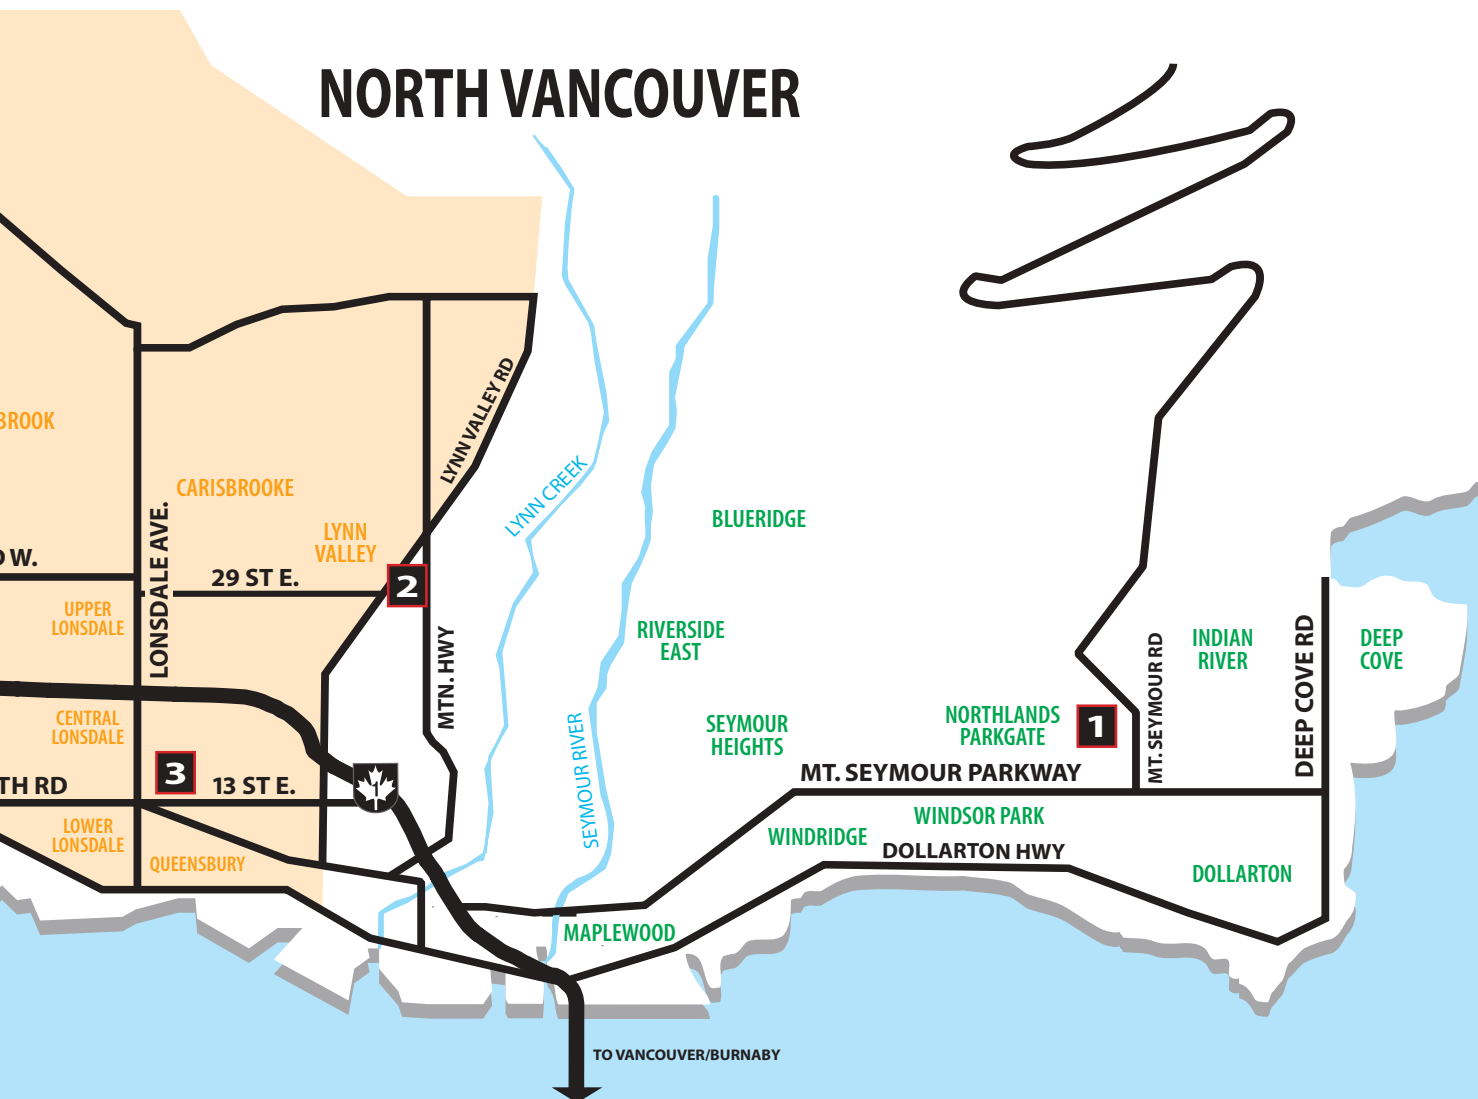 NORTH VANCOUVER
LYNN VALLEY RD
BROOK
CARISBROOKE
LYNN CREEK
BLUERIDGE
LYNN
VALLEY
LONSDALE AVE.
W.
29 ST E.
2
UPPER
LONSDALE
MTN. HWY
RIVERSIDE
EAST
MT. SEYMOUR RD
INDIAN
RIVER
DEEP COVE RD
DEEP
COVE
CENTRAL
LONSDALE
SEYMOUR RIVER
SEYMOUR
HEIGHTS
NORTHLANDS
PARKGATE
1
3
TH RD
13 ST E.
1
MT. SEYMOUR PARKWAY
WINDSOR PARK
LOWER
LONSDALE
WINDRIDGE
DOLLARTON HWY
QUEENSBURY
DOLLARTON
MAPLEWOOD
TO VANCOUVER/BURNABY